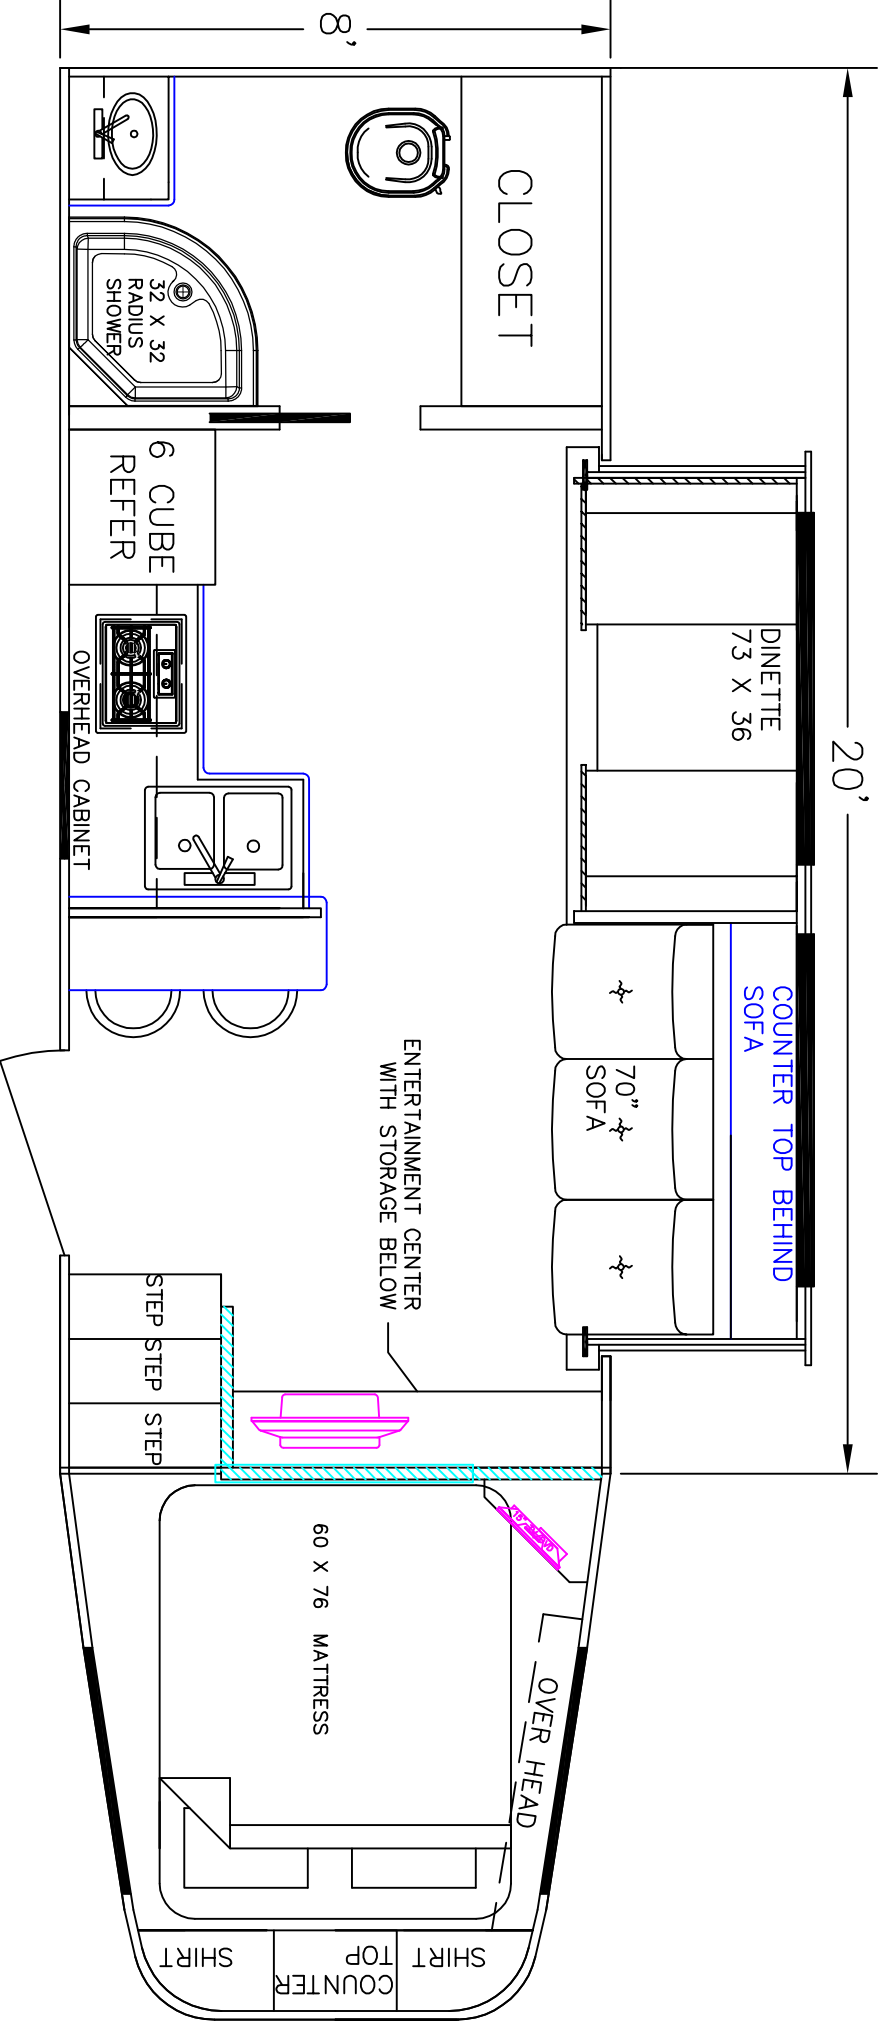 8'
20'
CLOSET
32 X 32
RADIUS
SHOWER
6 CUBE
REFER
DINETTE
73 X 36
OVERHEAD CABINET
COUNTER TOP BEHIND
SOFA
70"
SOFA
ENTERTAINMENT CENTER
WITH STORAGE BELOW
STEP
STEP
STEP
60 X 76 MATTRESS
OVER HEAD
SHIRT
COUNTER
TOP
SHIRT